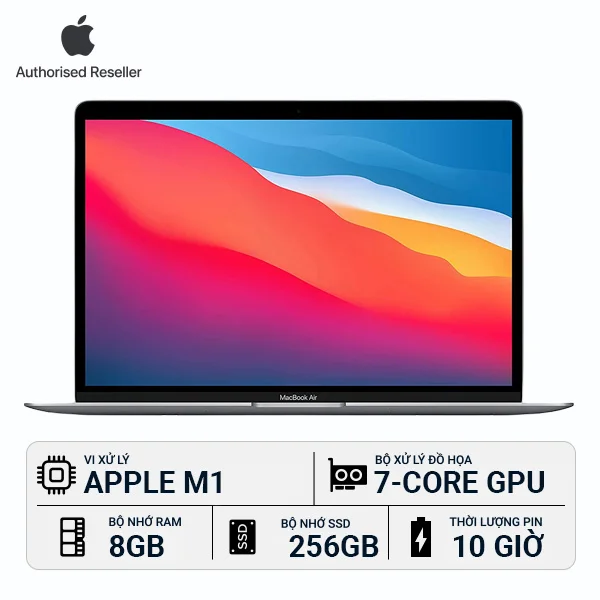 Authorised Reseller
MacBook Air
VI XỬ LÝ
APPLE M1
BỘ XỬ LÝ ĐỒ HỌA
7-CORE GPU
BỘ NHỚ RAM
8GB
SSD
BỘ NHỚ SSD
256GB
THỜI LƯỢNG PIN
10 GIỜ